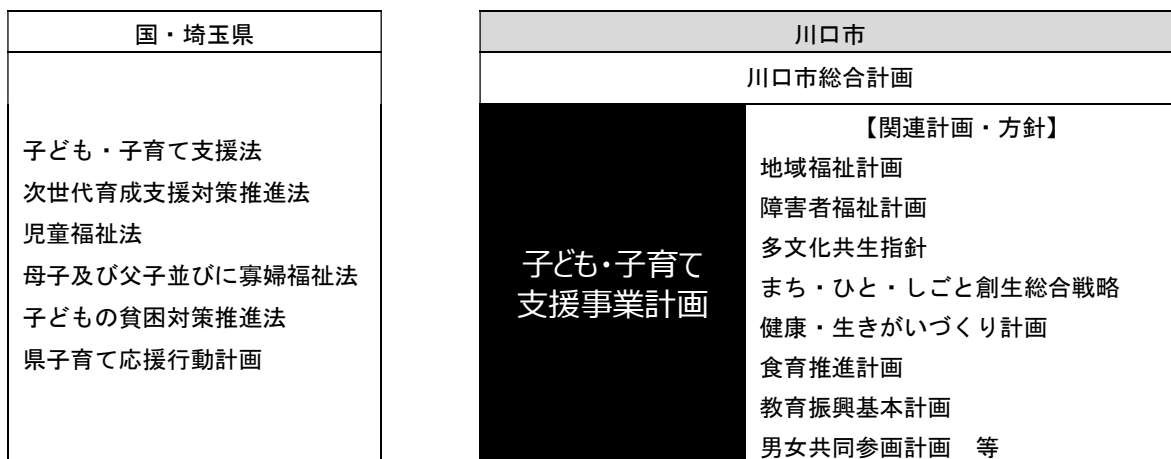 国・埼玉県
子ども・子育て支援法
次世代育成支援対策推進法
児童福祉法
母子及び父子並びに寡婦福祉法
子どもの貧困対策推進法
県子育て応援行動計画
川口市
川口市総合計画
子ども・子育て
支援事業計画
【関連計画・方針】
地域福祉計画
障害者福祉計画
多文化共生指針
まち・ひと・しごと創生総合戦略
健康・生きがいづくり計画
食育推進計画
教育振興基本計画
男女共同参画計画　等